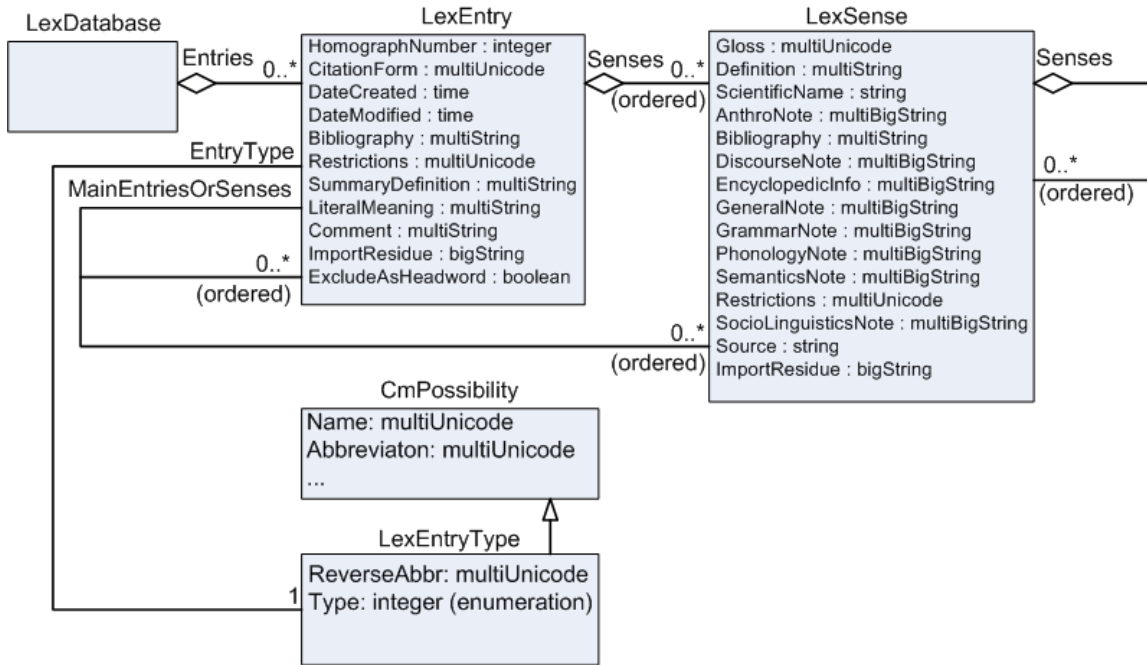 LexDatabase
Entries
0..*
LexEntry
HomographNumber : integer
CitationForm : multiUnicode
DateCreated : time
DateModified : time
Bibliography : multiString
Restrictions : multiUnicode
SummaryDefinition : multiString
LiteralMeaning : multiString
Comment : multiString
ImportResidue : bigString
ExcludeAsHeadword : boolean
Senses
0..*
(ordered)
LexSense
Gloss : multiUnicode
Definition : multiString
ScientificName : string
AnthroNote : multiBigString
Bibliography : multiString
DiscourseNote : multiBigString
EncyclopedicInfo : multiBigString
GeneralNote : multiBigString
GrammarNote : multiBigString
PhonologyNote : multiBigString
SemanticsNote : multiBigString
Restrictions : multiUnicode
SocioLinguisticsNote : multiBigString
Source : string
ImportResidue : bigString
Senses
0..*
(ordered)
EntryType
MainEntriesOrSenses
0..*
(ordered)
0..*
(ordered)
CmPossibility
Name: multiUnicode
Abbreviaton: multiUnicode
...
LexEntryType
ReverseAbbr: multiUnicode
Type: integer (enumeration)
1